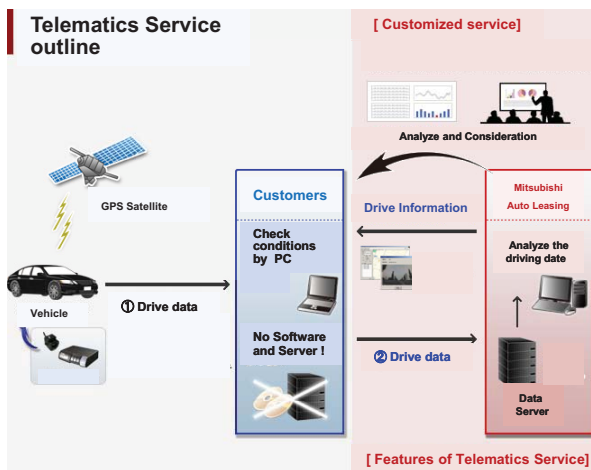 Telematics Service
outline
[ Customized service]
Analyze and Consideration
GPS Satellite
Customers
Drive Information
Mitsubishi
Auto Leasing
Check
conditions
by PC
Analyze the
driving date
① Drive data
Vehicle
No Software
and Server !
② Drive data
Data
Server
[ Features of Telematics Service]